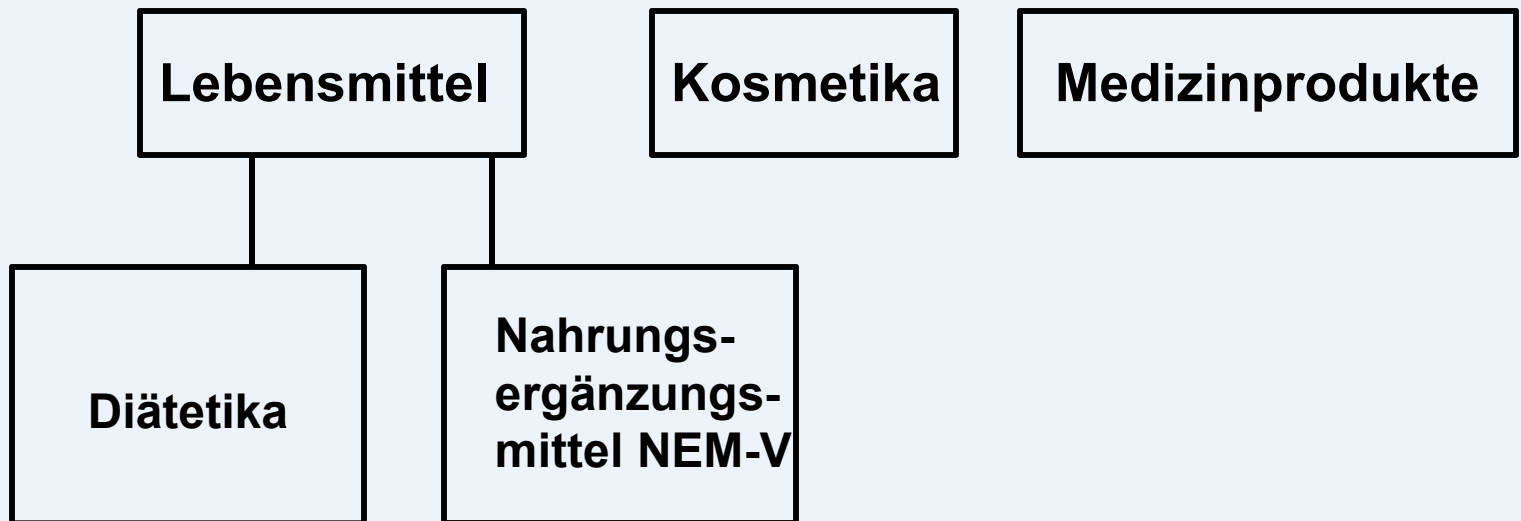 Lebensmittel
Kosmetika
Medizinprodukte
Diätetika
Nahrungs-
ergänzungs-
mittel NEM-V